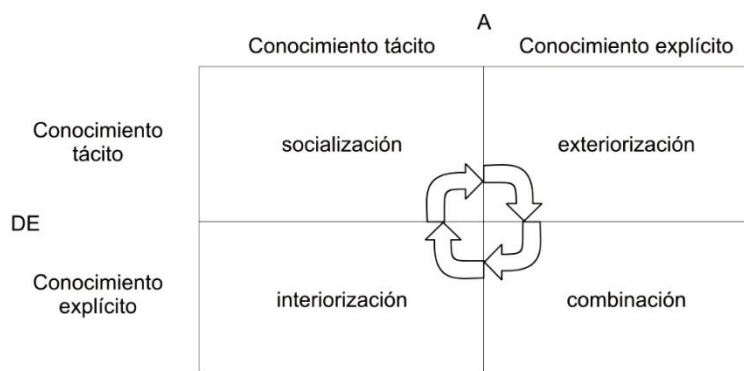 A
Conocimiento tácito
Conocimiento explícito
Conocimiento
tácito
socialización
exteriorización
DE
Conocimiento
explícito
interiorización
combinación